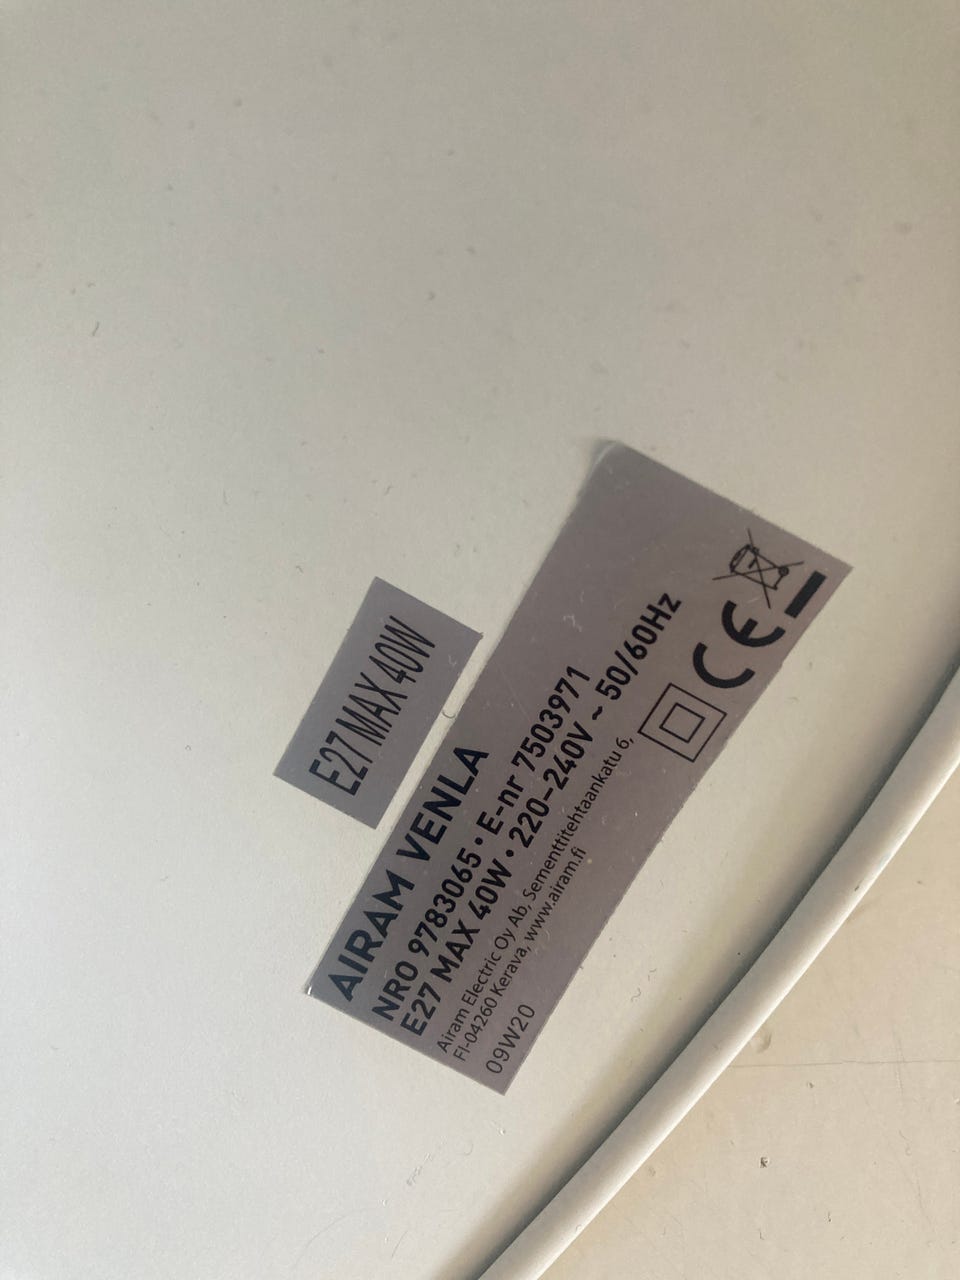 E27 MAX 40W
AIRAM VENLA
NRO 9783065 • E-nr 7503971
E27 MAX 40W • 220-240V ~ 50/60Hz
Airam Electric Oy Ab, Sementtitehtaankatu 6,
FI-04260 Kerava, www.airam.fi
09W20
CE